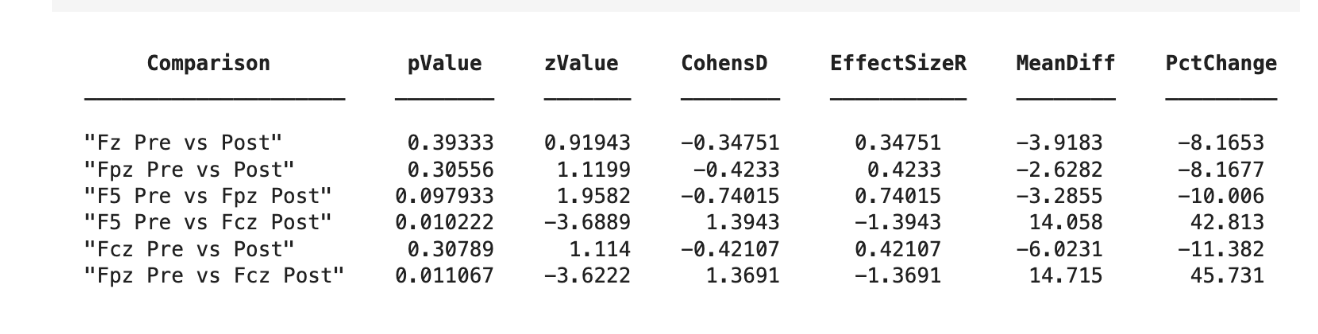 Comparison pValue zValue CohensD EffectSizeR MeanDiff PctChange
"Fz Pre vs Post" 0.39333 0.91943 −0.34751 0.34751 −3.9183 −8.1653
"Fpz Pre vs Post" 0.30556 1.1199 −0.4233 0.4233 −2.6282 −8.1677
"F5 Pre vs Fpz Post" 0.097933 1.9582 −0.74015 0.74015 −3.2855 −10.006
"F5 Pre vs Fcz Post" 0.010222 −3.6889 1.3943 −1.3943 14.058 42.813
"Fcz Pre vs Post" 0.30789 1.114 −0.42107 0.42107 −6.0231 −11.382
"Fpz Pre vs Fcz Post" 0.011067 −3.6222 1.3691 −1.3691 14.715 45.731